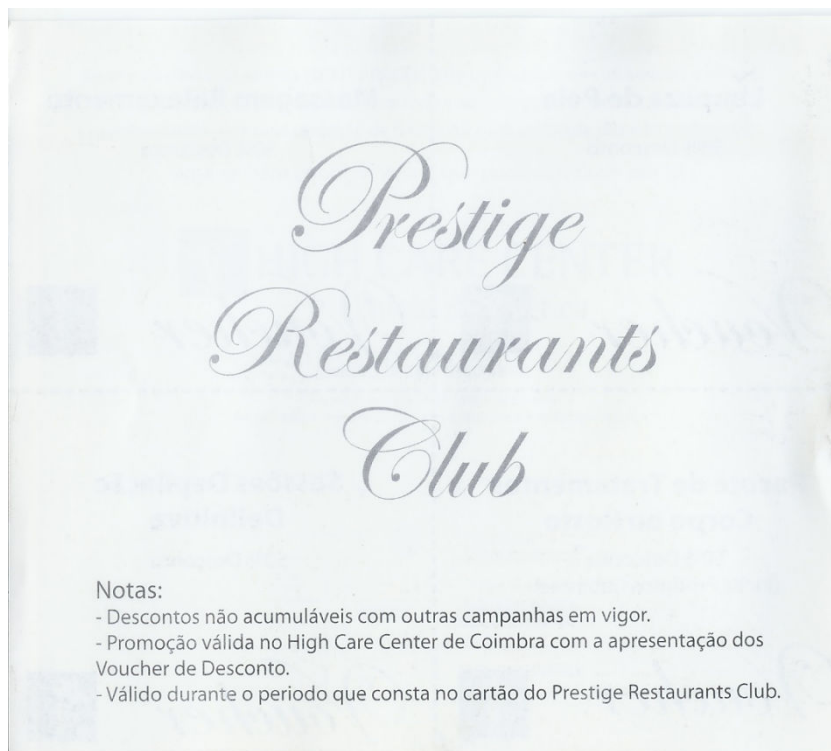 Prestige
Restaurants
Club
Notas:
- Descontos não acumuláveis com outras campanhas em vigor.
- Promoção válida no High Care Center de Coimbra com a apresentação dos
Voucher de Desconto.
- Válido durante o periodo que consta no cartão do Prestige Restaurants Club.